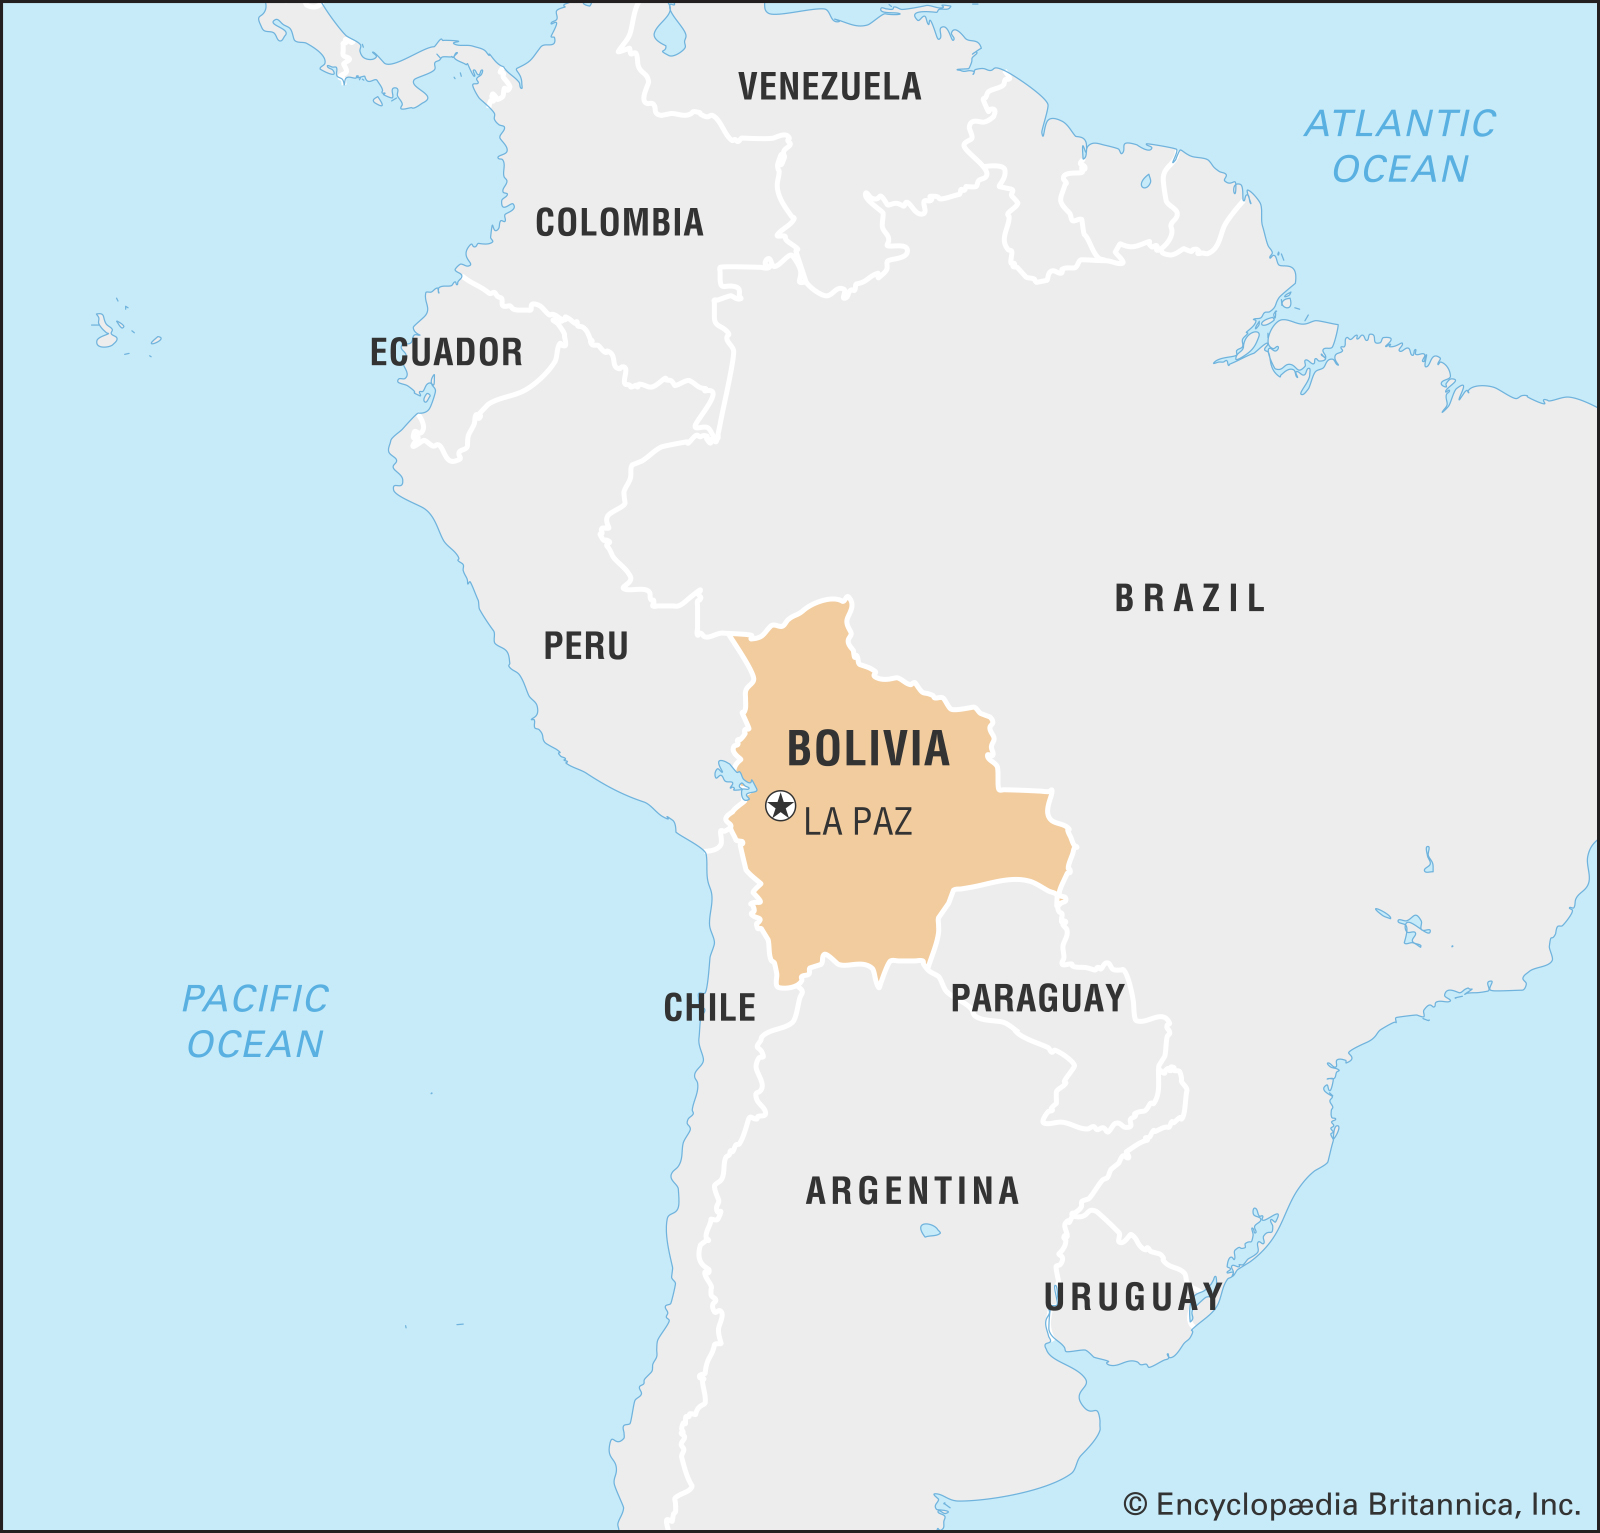 VENEZUELA
ATLANTIC
OCEAN
COLOMBIA
ECUADOR
BRAZIL
PERU
BOLIVIA
LA PAZ
PACIFIC
OCEAN
CHILE
PARAGUAY
ARGENTINA
URUGUAY
© Encyclopædia Britannica, Inc.